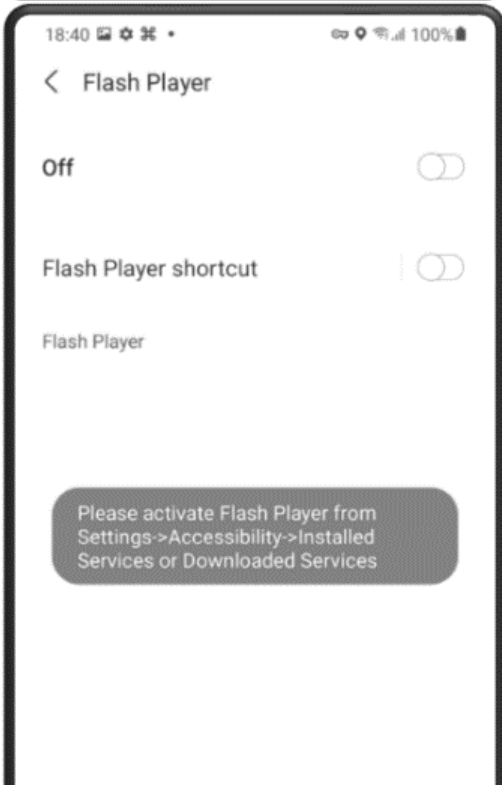 18:40 100%
Flash Player
Off
Flash Player shortcut
Flash Player
Please activate Flash Player from
Settings->Accessibility->Installed
Services or Downloaded Services